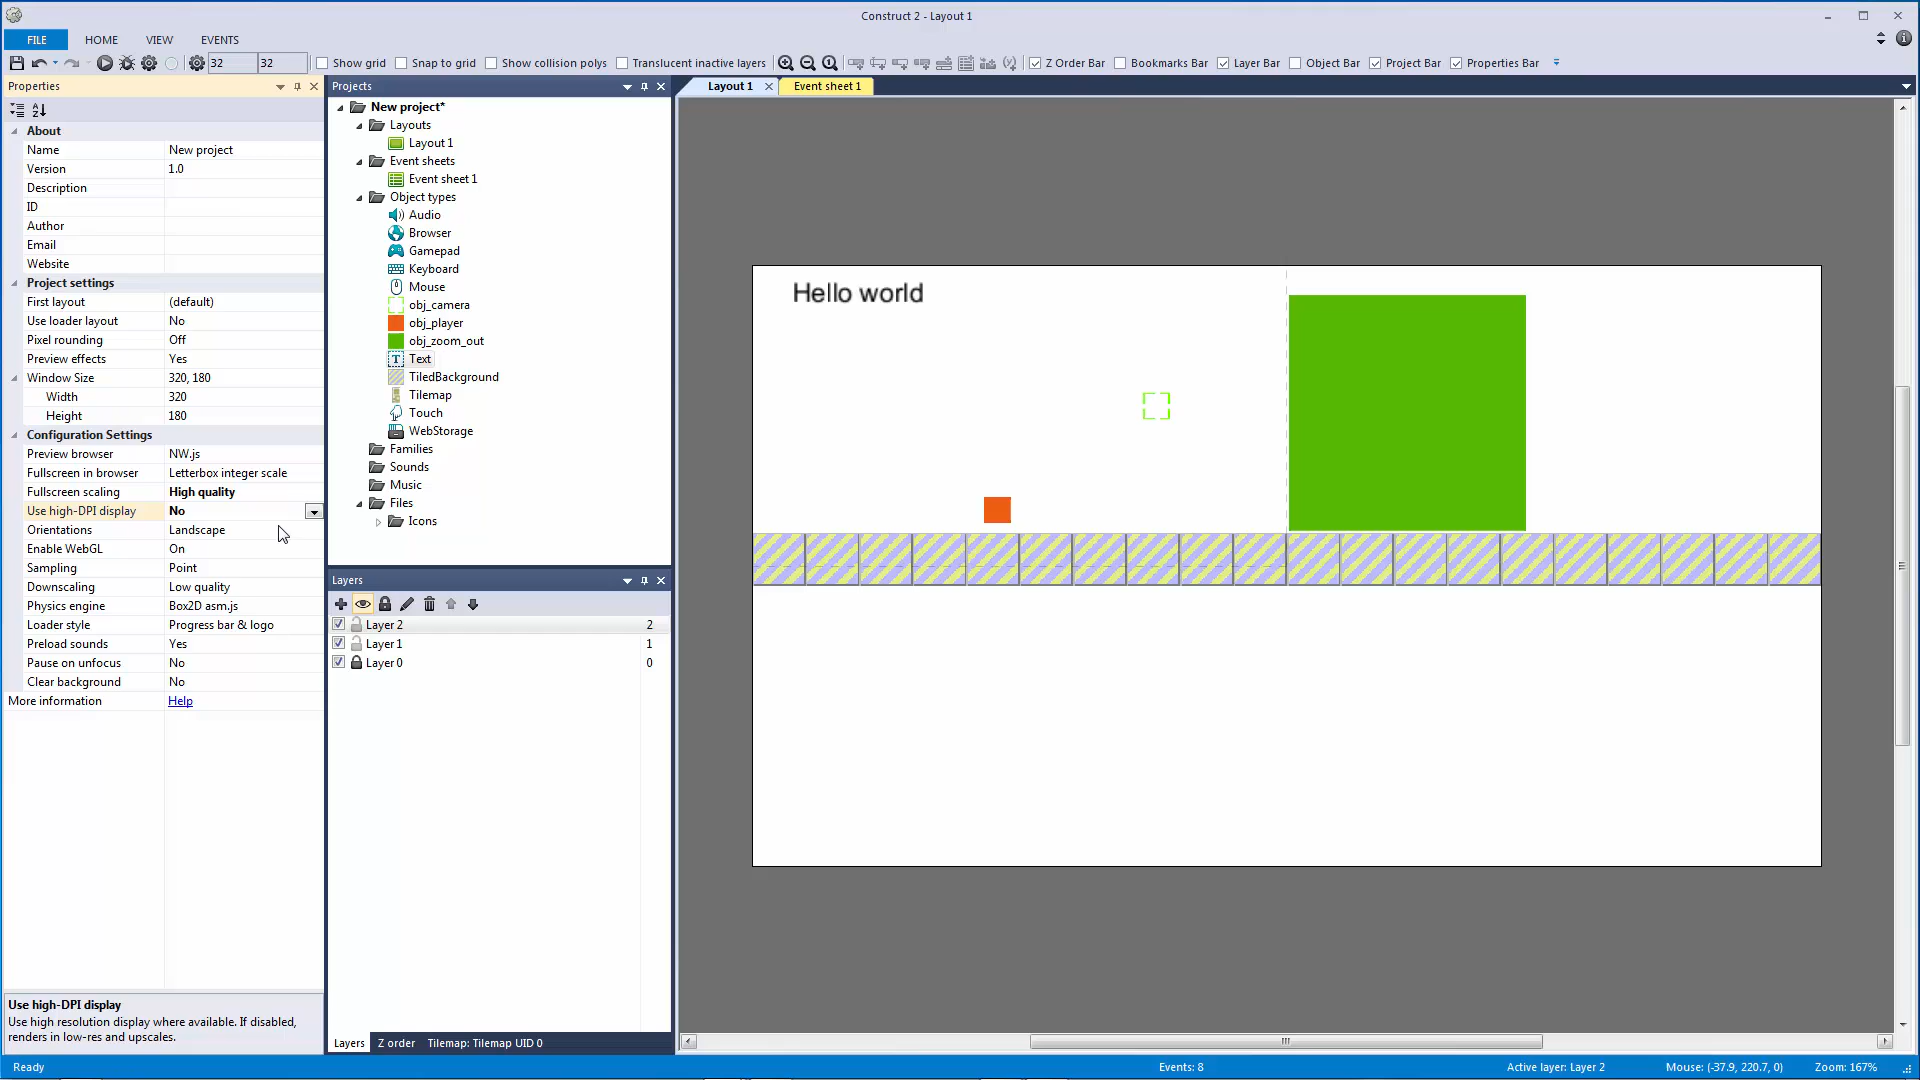 Construct 2 - Layout 1
FILE HOME VIEW EVENTS
32 32 Show grid Snap to grid Show collision polys Translucent inactive layers Z Order Bar Bookmarks Bar Layer Bar Object Bar Project Bar Properties Bar
Properties
About
Name New project
Version 1.0
Description
ID
Author
Email
Website
Project settings
First layout (default)
Use loader layout No
Pixel rounding Off
Preview effects Yes
Window Size 320, 180
Width 320
Height 180
Configuration Settings
Preview browser NW.js
Fullscreen in browser Letterbox integer scale
Fullscreen scaling High quality
Use high-DPI display No
Orientations Landscape
Enable WebGL On
Sampling Point
Downscaling Low quality
Physics engine Box2D asm.js
Loader style Progress bar & logo
Preload sounds Yes
Pause on unfocus No
Clear background No
More information Help
Use high-DPI display
Use high resolution display where available. If disabled,
renders in low-res and upscales.
Projects
New project*
Layouts
Layout 1
Event sheets
Event sheet 1
Object types
Audio
Browser
Gamepad
Keyboard
Mouse
obj_camera
obj_player
obj_zoom_out
T Text
TiledBackground
Tilemap
Touch
WebStorage
Families
Sounds
Music
Files
Icons
Layers
Layer 2 2
Layer 1 1
Layer 0 0
Layers Z order Tilemap: Tilemap UID 0
Layout 1 Event sheet 1
Hello world
Ready Events: 8 Active layer: Layer 2 Mouse: (-37.9, 220.7, 0) Zoom: 167%